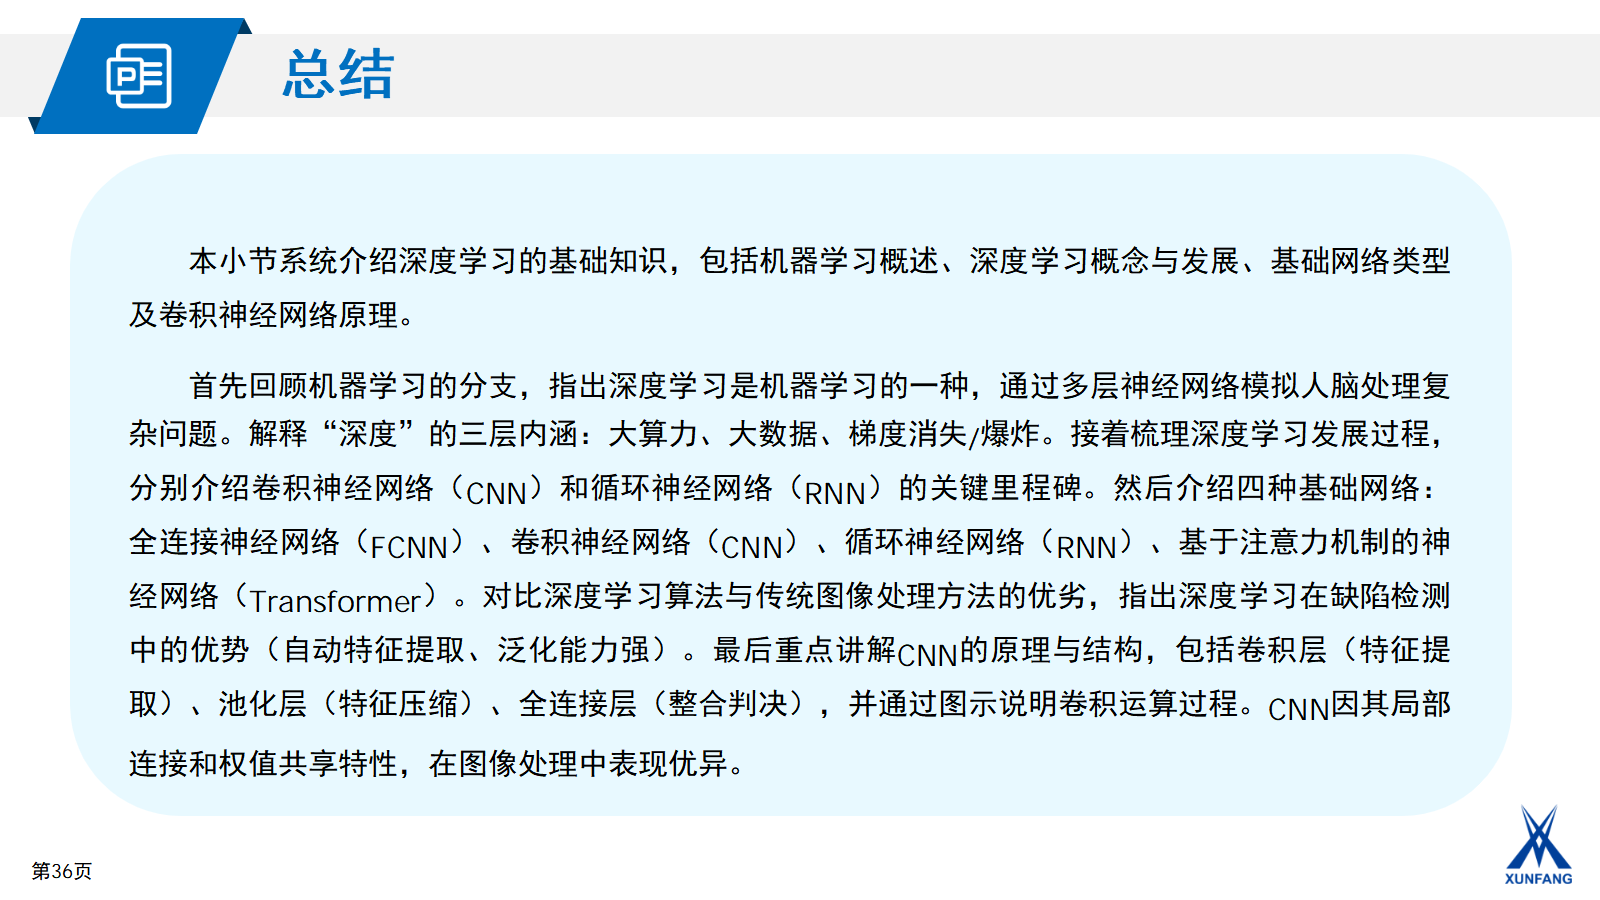 总结
本小节系统介绍深度学习的基础知识，包括机器学习概述、深度学习概念与发展、基础网络类型
及卷积神经网络原理。
首先回顾机器学习的分支，指出深度学习是机器学习的一种，通过多层神经网络模拟人脑处理复
杂问题。解释“深度”的三层内涵：大算力、大数据、梯度消失/爆炸。接着梳理深度学习发展过程，
分别介绍卷积神经网络（CNN）和循环神经网络（RNN）的关键里程碑。然后介绍四种基础网络：
全连接神经网络（FCNN）、卷积神经网络（CNN）、循环神经网络（RNN）、基于注意力机制的神
经网络（Transformer）。对比深度学习算法与传统图像处理方法的优劣，指出深度学习在缺陷检测
中的优势（自动特征提取、泛化能力强）。最后重点讲解CNN的原理与结构，包括卷积层（特征提
取）、池化层（特征压缩）、全连接层（整合判决），并通过图示说明卷积运算过程。CNN因其局部
连接和权值共享特性，在图像处理中表现优异。
第36页
XUNFANG